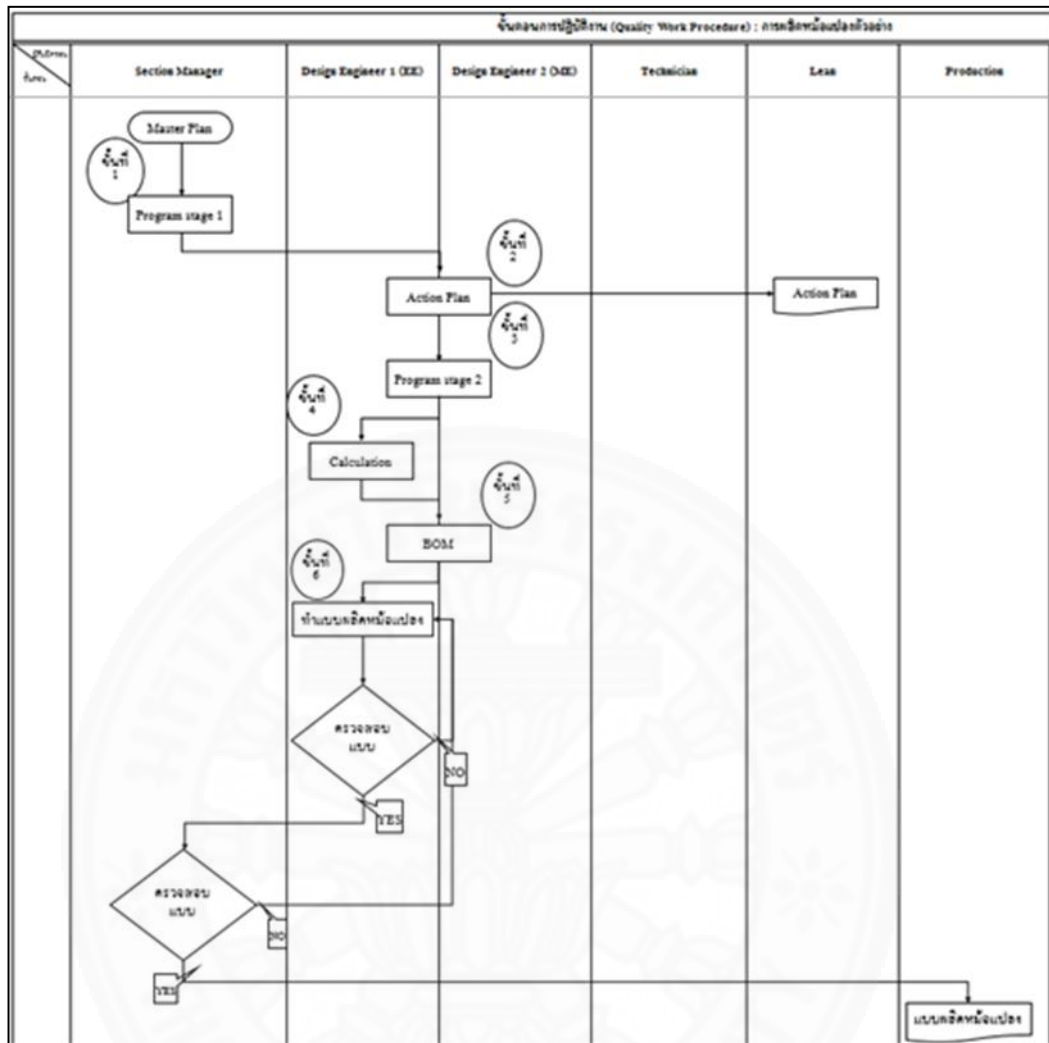 ขั้นตอนการปฏิบัติงาน (Quality Work Procedure) : การผลิตหม้อแปลงตัวอย่าง
Section Manager
Design Engineer 1 (EE)
Design Engineer 2 (ME)
Technician
Lean
Production
Master Plan
ขั้นที่
1
Program stage 1
ขั้นที่
2
Action Plan
Action Plan
ขั้นที่
3
Program stage 2
ขั้นที่
4
Calculation
ขั้นที่
5
BOM
ขั้นที่
6
ทำแบบผลิตหม้อแปลง
ตรวจสอบ
แบบ
NO
YES
ตรวจสอบ
แบบ
NO
YES
แบบผลิตหม้อแปลง